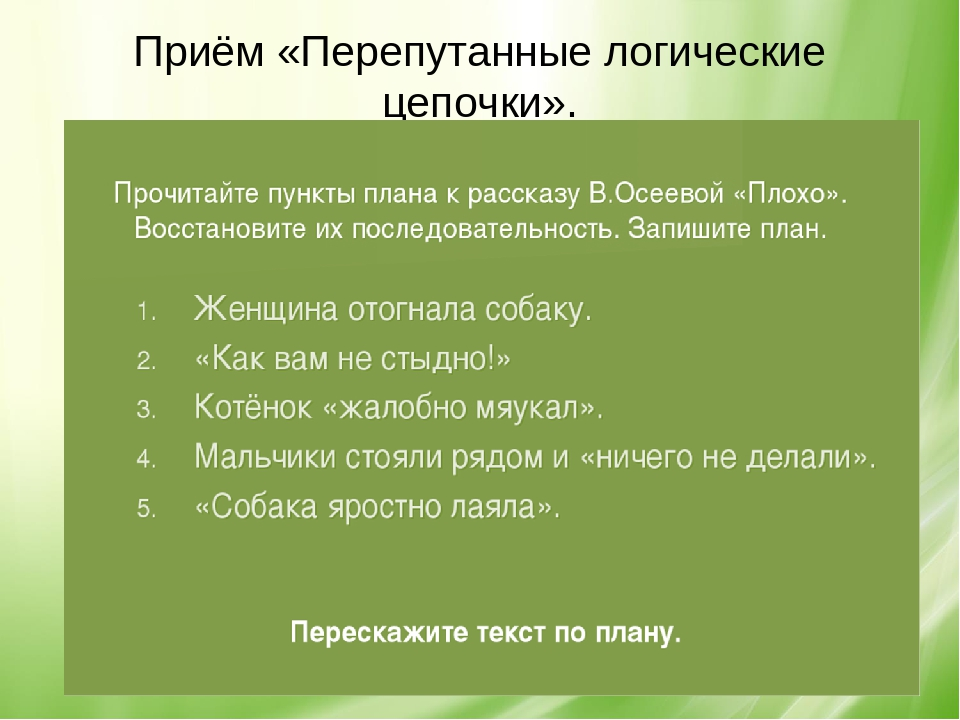 Приём «Перепутанные логические
цепочки».
Прочитайте пункты плана к рассказу В.Осеевой «Плохо».
Восстановите их последовательность. Запишите план.
1. Женщина отогнала собаку.
2. «Как вам не стыдно!»
3. Котёнок «жалобно мяукал».
4. Мальчики стояли рядом и «ничего не делали».
5. «Собака яростно лаяла».
Перескажите текст по плану.